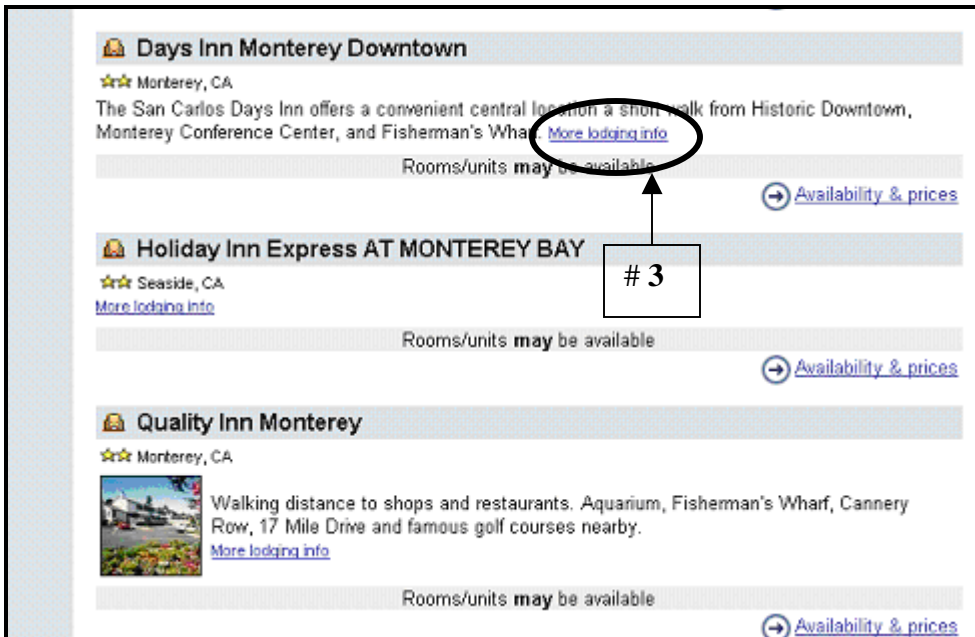 Days Inn Monterey Downtown
Monterey, CA
The San Carlos Days Inn offers a convenient central location a short walk from Historic Downtown,
Monterey Conference Center, and Fisherman's Wharf. More lodging info
Rooms/units may be available
Availability & prices
Holiday Inn Express AT MONTEREY BAY
# 3
Seaside, CA
More lodging info
Rooms/units may be available
Availability & prices
Quality Inn Monterey
Monterey, CA
Walking distance to shops and restaurants. Aquarium, Fisherman's Wharf, Cannery
Row, 17 Mile Drive and famous golf courses nearby.
More lodging info
Rooms/units may be available
Availability & prices